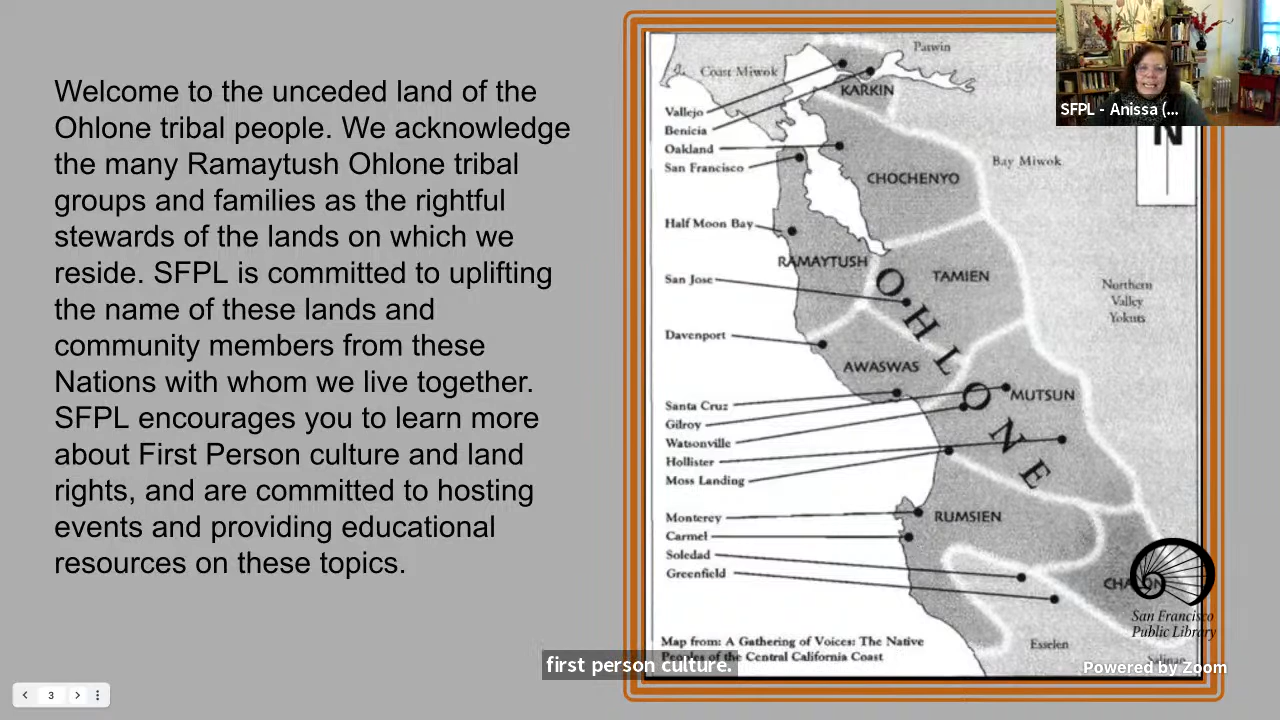 Welcome to the unceded land of the
Ohlone tribal people. We acknowledge
the many Ramaytush Ohlone tribal
groups and families as the rightful
stewards of the lands on which we
reside. SFPL is committed to uplifting
the name of these lands and
community members from these
Nations with whom we live together.
SFPL encourages you to learn more
about First Person culture and land
rights, and are committed to hosting
events and providing educational
resources on these topics.
Patwin
Coast Miwok
KARKIN
Vallejo
Benicia
Oakland
San Francisco
Bay Miwok
CHOCHENYO
Half Moon Bay
RAMAYTUSH
San Jose
TAMIEN
Northern
Valley
Yokuts
OHLONE
Davenport
AWASWAS
MUTSUN
Santa Cruz
Gilroy
Watsonville
Hollister
Moss Landing
Monterey
RUMSIEN
Carmel
Soledad
Greenfield
Esselen
Salinan
Map from: A Gathering of Voices: The Native
Peoples of the Central California Coast
N
SFPL - Anissa (...
San Francisco
Public Library
first person culture.
Powered by Zoom
3